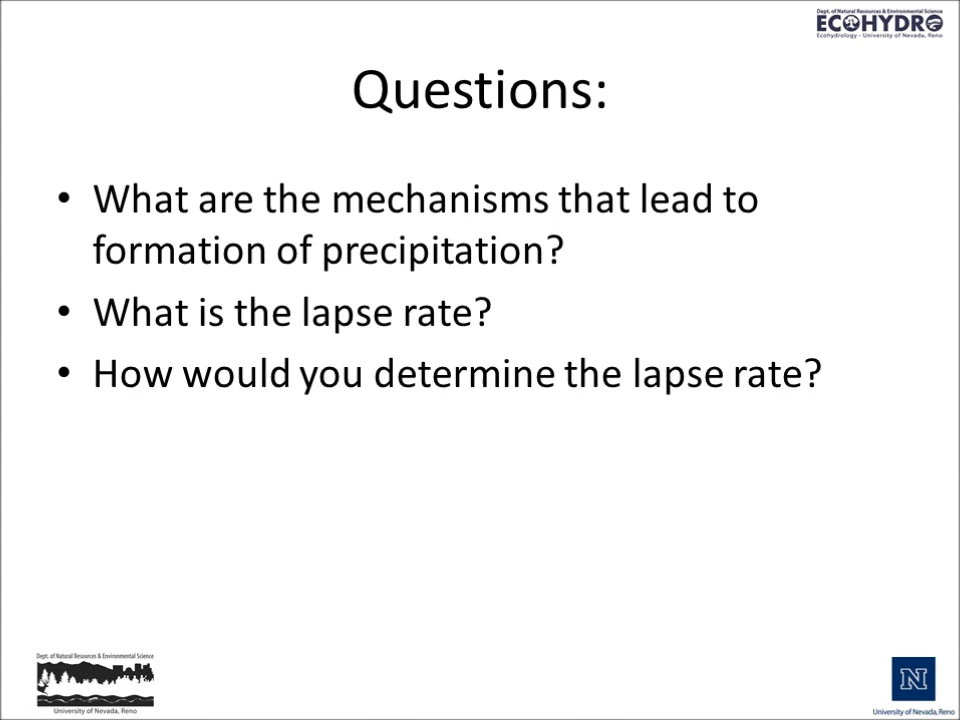 Dept. of Natural Resources & Environmental Science
ECOHYDRO
Ecohydrology - University of Nevada, Reno
Questions:
• What are the mechanisms that lead to
formation of precipitation?
• What is the lapse rate?
• How would you determine the lapse rate?
Dept. of Natural Resources & Environmental Science
University of Nevada, Reno
N
University of Nevada, Reno